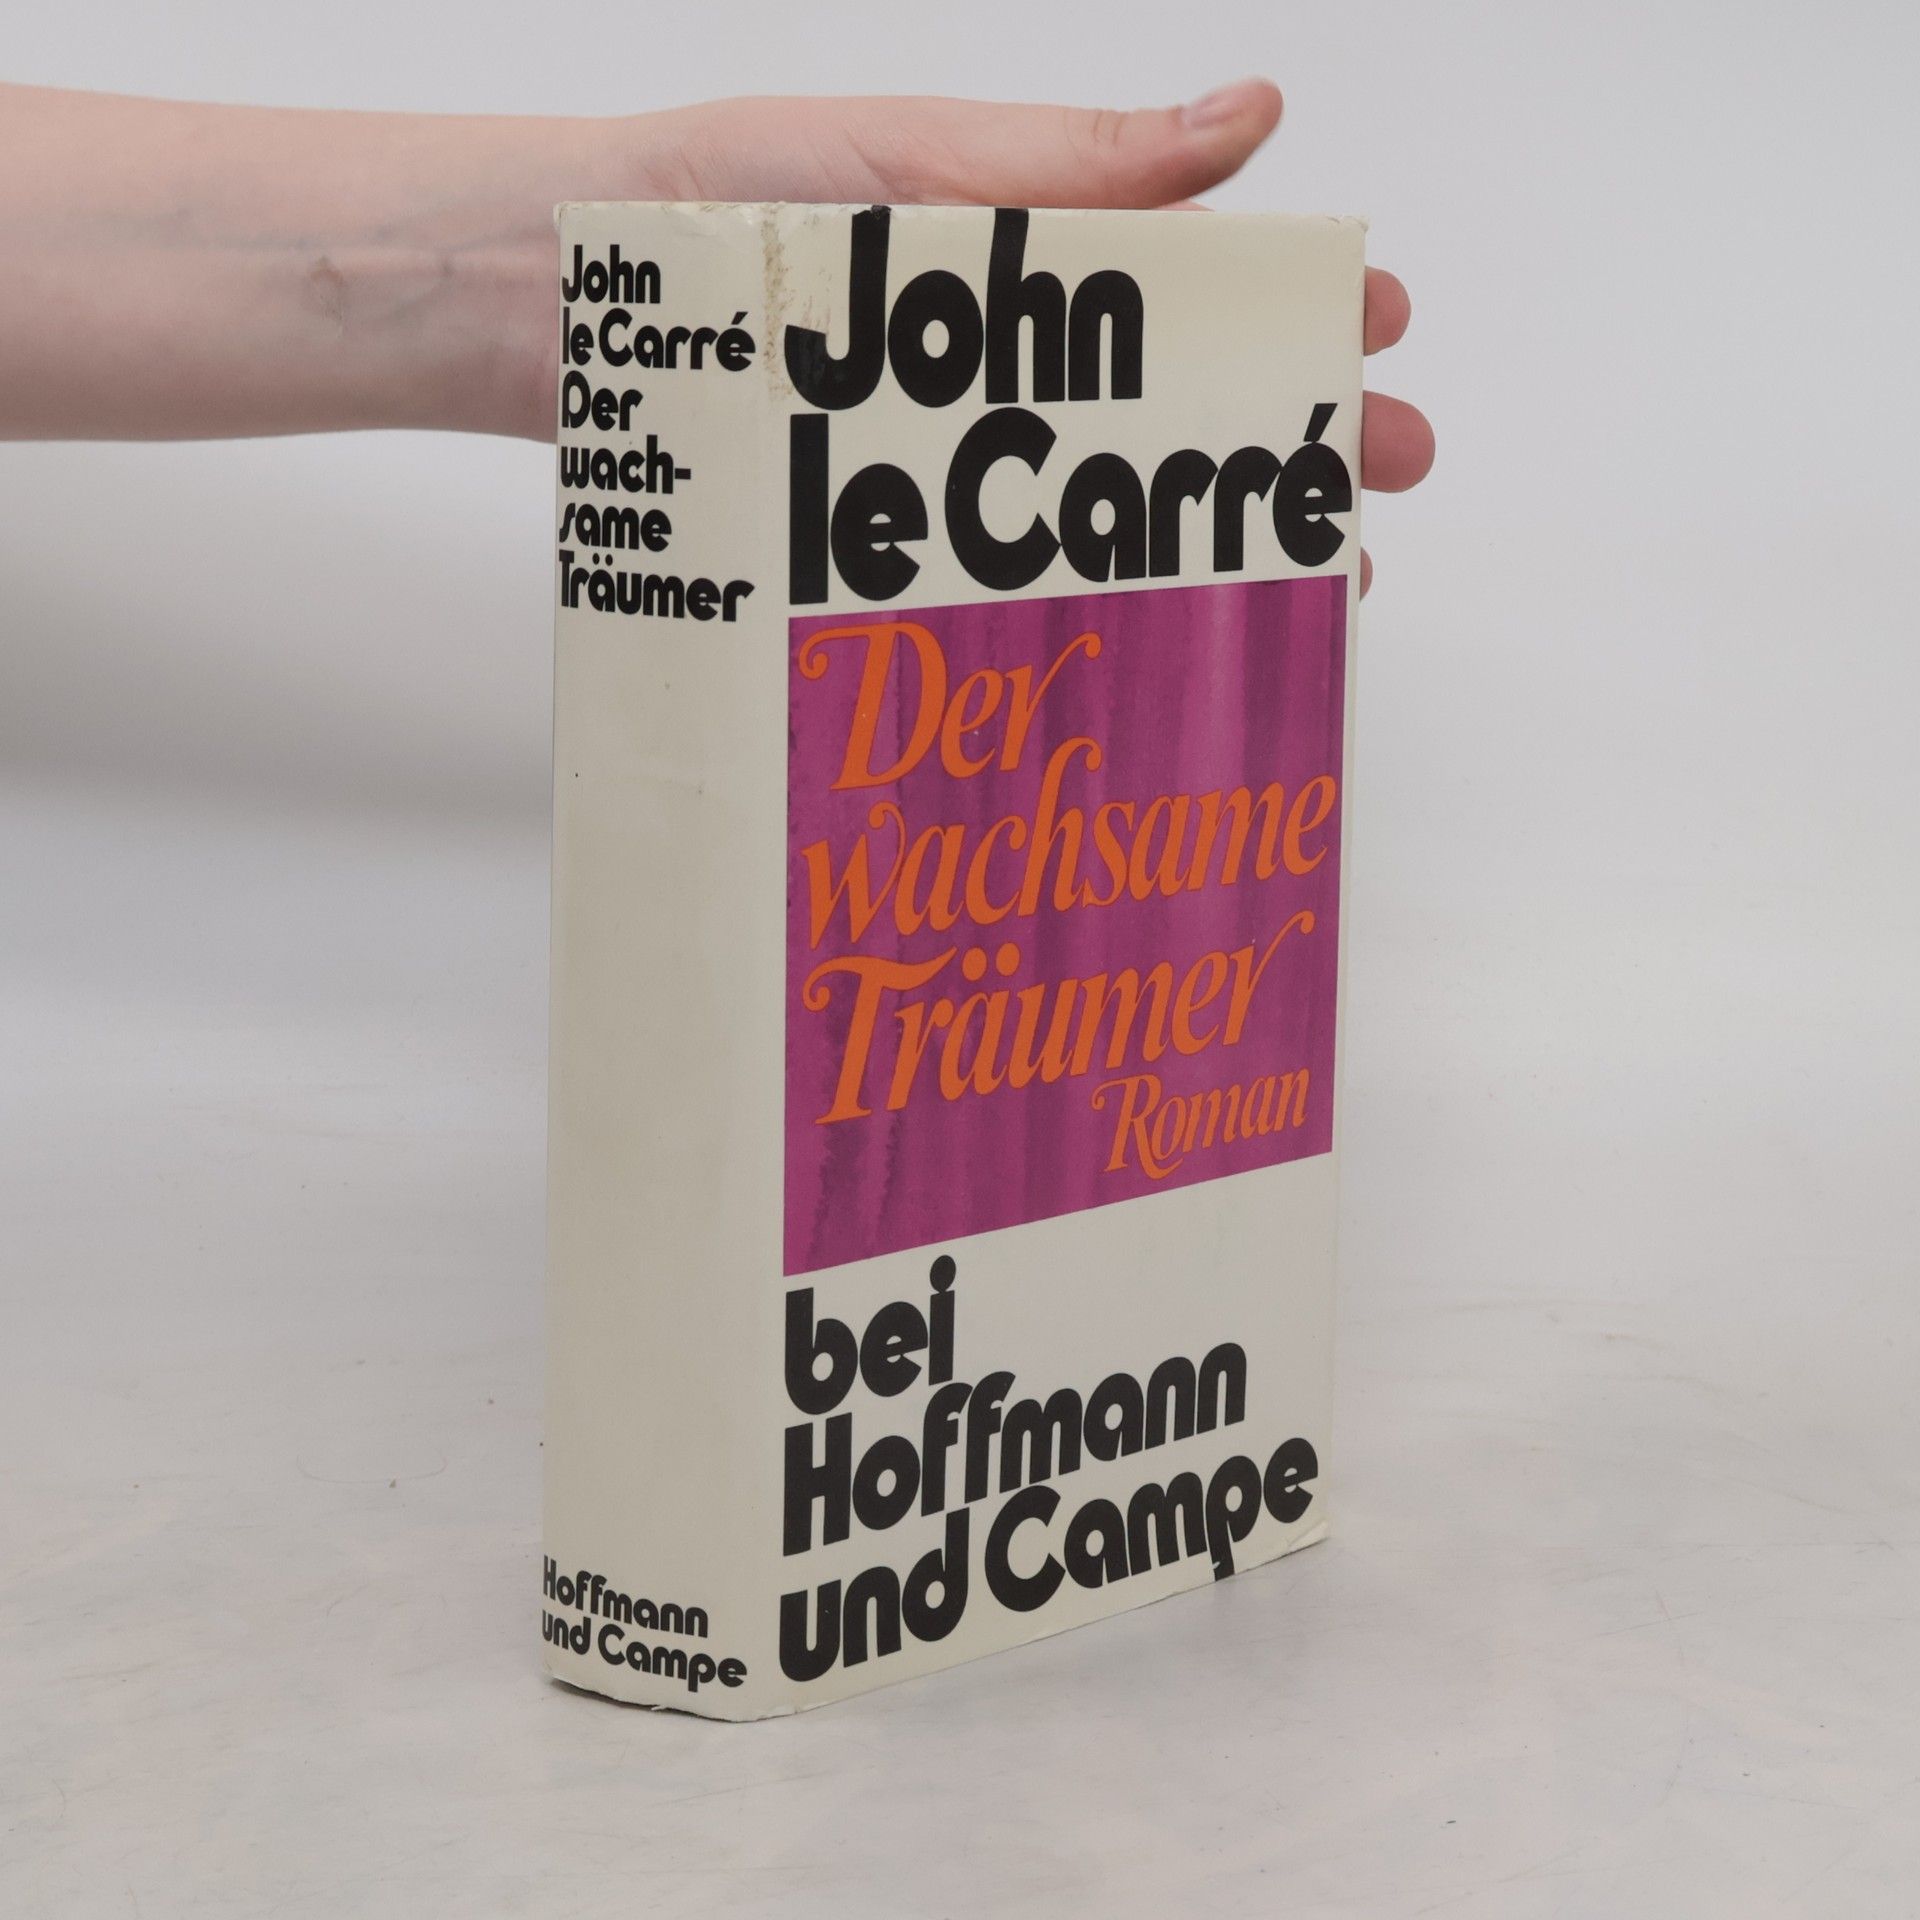 John
le Carré
Der
wach-
same
Träumer
Hoffmann
und Campe
John
le Carré
Der
wachsame
Träumer
Roman
bei
Hoffmann
und Campe